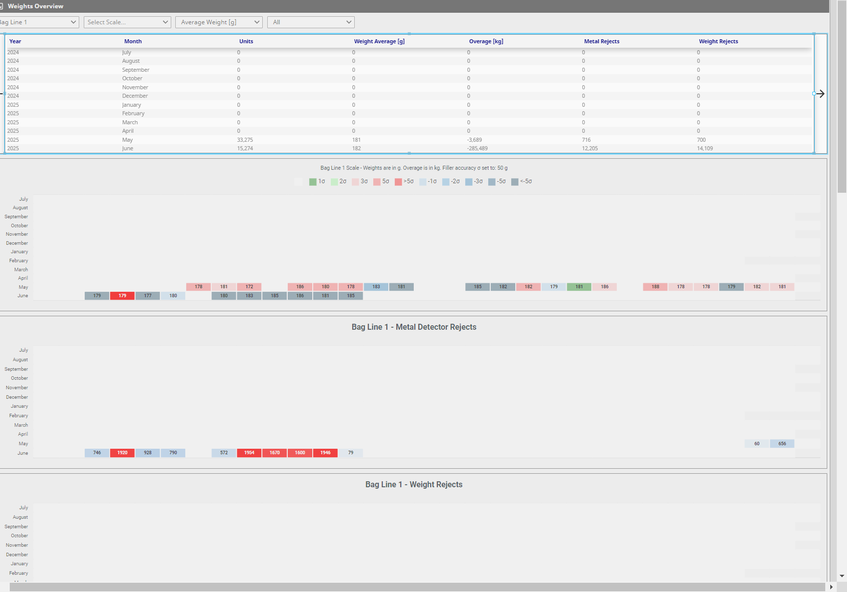 Weights Overview
Bag Line 1 Select Scale... Average Weight [g] All
Year Month Units Weight Average [g] Overage [kg] Metal Rejects Weight Rejects
2024 July 0 0 0 0 0
2024 August 0 0 0 0 0
2024 September 0 0 0 0 0
2024 October 0 0 0 0 0
2024 November 0 0 0 0 0
2024 December 0 0 0 0 0
2025 January 0 0 0 0 0
2025 February 0 0 0 0 0
2025 March 0 0 0 0 0
2025 April 0 0 0 0 0
2025 May 33,275 181 -3,689 716 700
2025 June 15,274 182 -285,489 12,205 14,109
Bag Line 1 Scale - Weights are in g. Overage is in kg. Filler accuracy σ set to: 50 g
1σ 2σ 3σ 5σ >5σ -1σ -2σ -3σ -5σ <-5σ
July
August
September
October
November
December
January
February
March
April
May 178 181 172 186 180 178 183 181 185 182 182 179 181 186 188 178 178 179 182 181
June 179 179 177 180 180 182 185 186 181 185
Bag Line 1 - Metal Detector Rejects
July
August
September
October
November
December
January
February
March
April
May 60 656
June 746 1920 928 790 572 1904 1670 1600 1946 79
Bag Line 1 - Weight Rejects
July
August
September
October
November
December
January
February